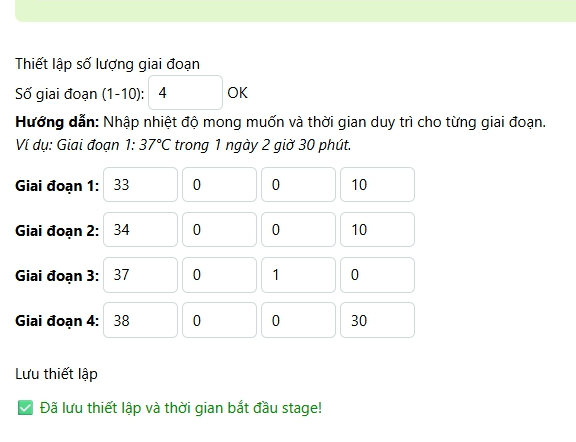 Thiết lập số lượng giai đoạn
Số giai đoạn (1-10): 4 OK
Hướng dẫn: Nhập nhiệt độ mong muốn và thời gian duy trì cho từng giai đoạn.
Ví dụ: Giai đoạn 1: 37°C trong 1 ngày 2 giờ 30 phút.
Giai đoạn 1: 33 0 0 10
Giai đoạn 2: 34 0 0 10
Giai đoạn 3: 37 0 1 0
Giai đoạn 4: 38 0 0 30
Lưu thiết lập
✅ Đã lưu thiết lập và thời gian bắt đầu stage!